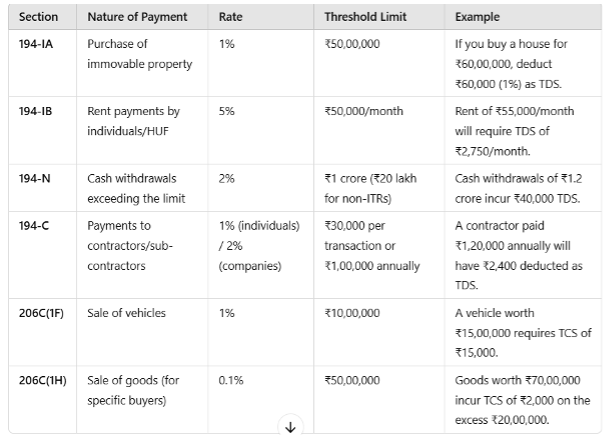 Section Nature of Payment Rate Threshold Limit Example
194-IA Purchase of 1% ₹50,00,000 If you buy a house for
immovable property ₹60,00,000, deduct
₹60,000 (1%) as TDS.
194-IB Rent payments by 5% ₹50,000/month Rent of ₹55,000/month
individuals/HUF will require TDS of
₹2,750/month.
194-N Cash withdrawals 2% ₹1 crore (₹20 lakh Cash withdrawals of ₹1.2
exceeding the limit for non-ITRs) crore incur ₹40,000 TDS.
194-C Payments to 1% (individuals) ₹30,000 per A contractor paid
contractors/sub- / 2% transaction or ₹1,20,000 annually will
contractors (companies) ₹1,00,000 annually have ₹2,400 deducted as
TDS.
206C(1F) Sale of vehicles 1% ₹10,00,000 A vehicle worth
₹15,00,000 requires TCS of
₹15,000.
206C(1H) Sale of goods (for 0.1% ₹50,00,000 Goods worth ₹70,00,000
specific buyers) incur TCS of ₹2,000 on the
excess ₹20,00,000.